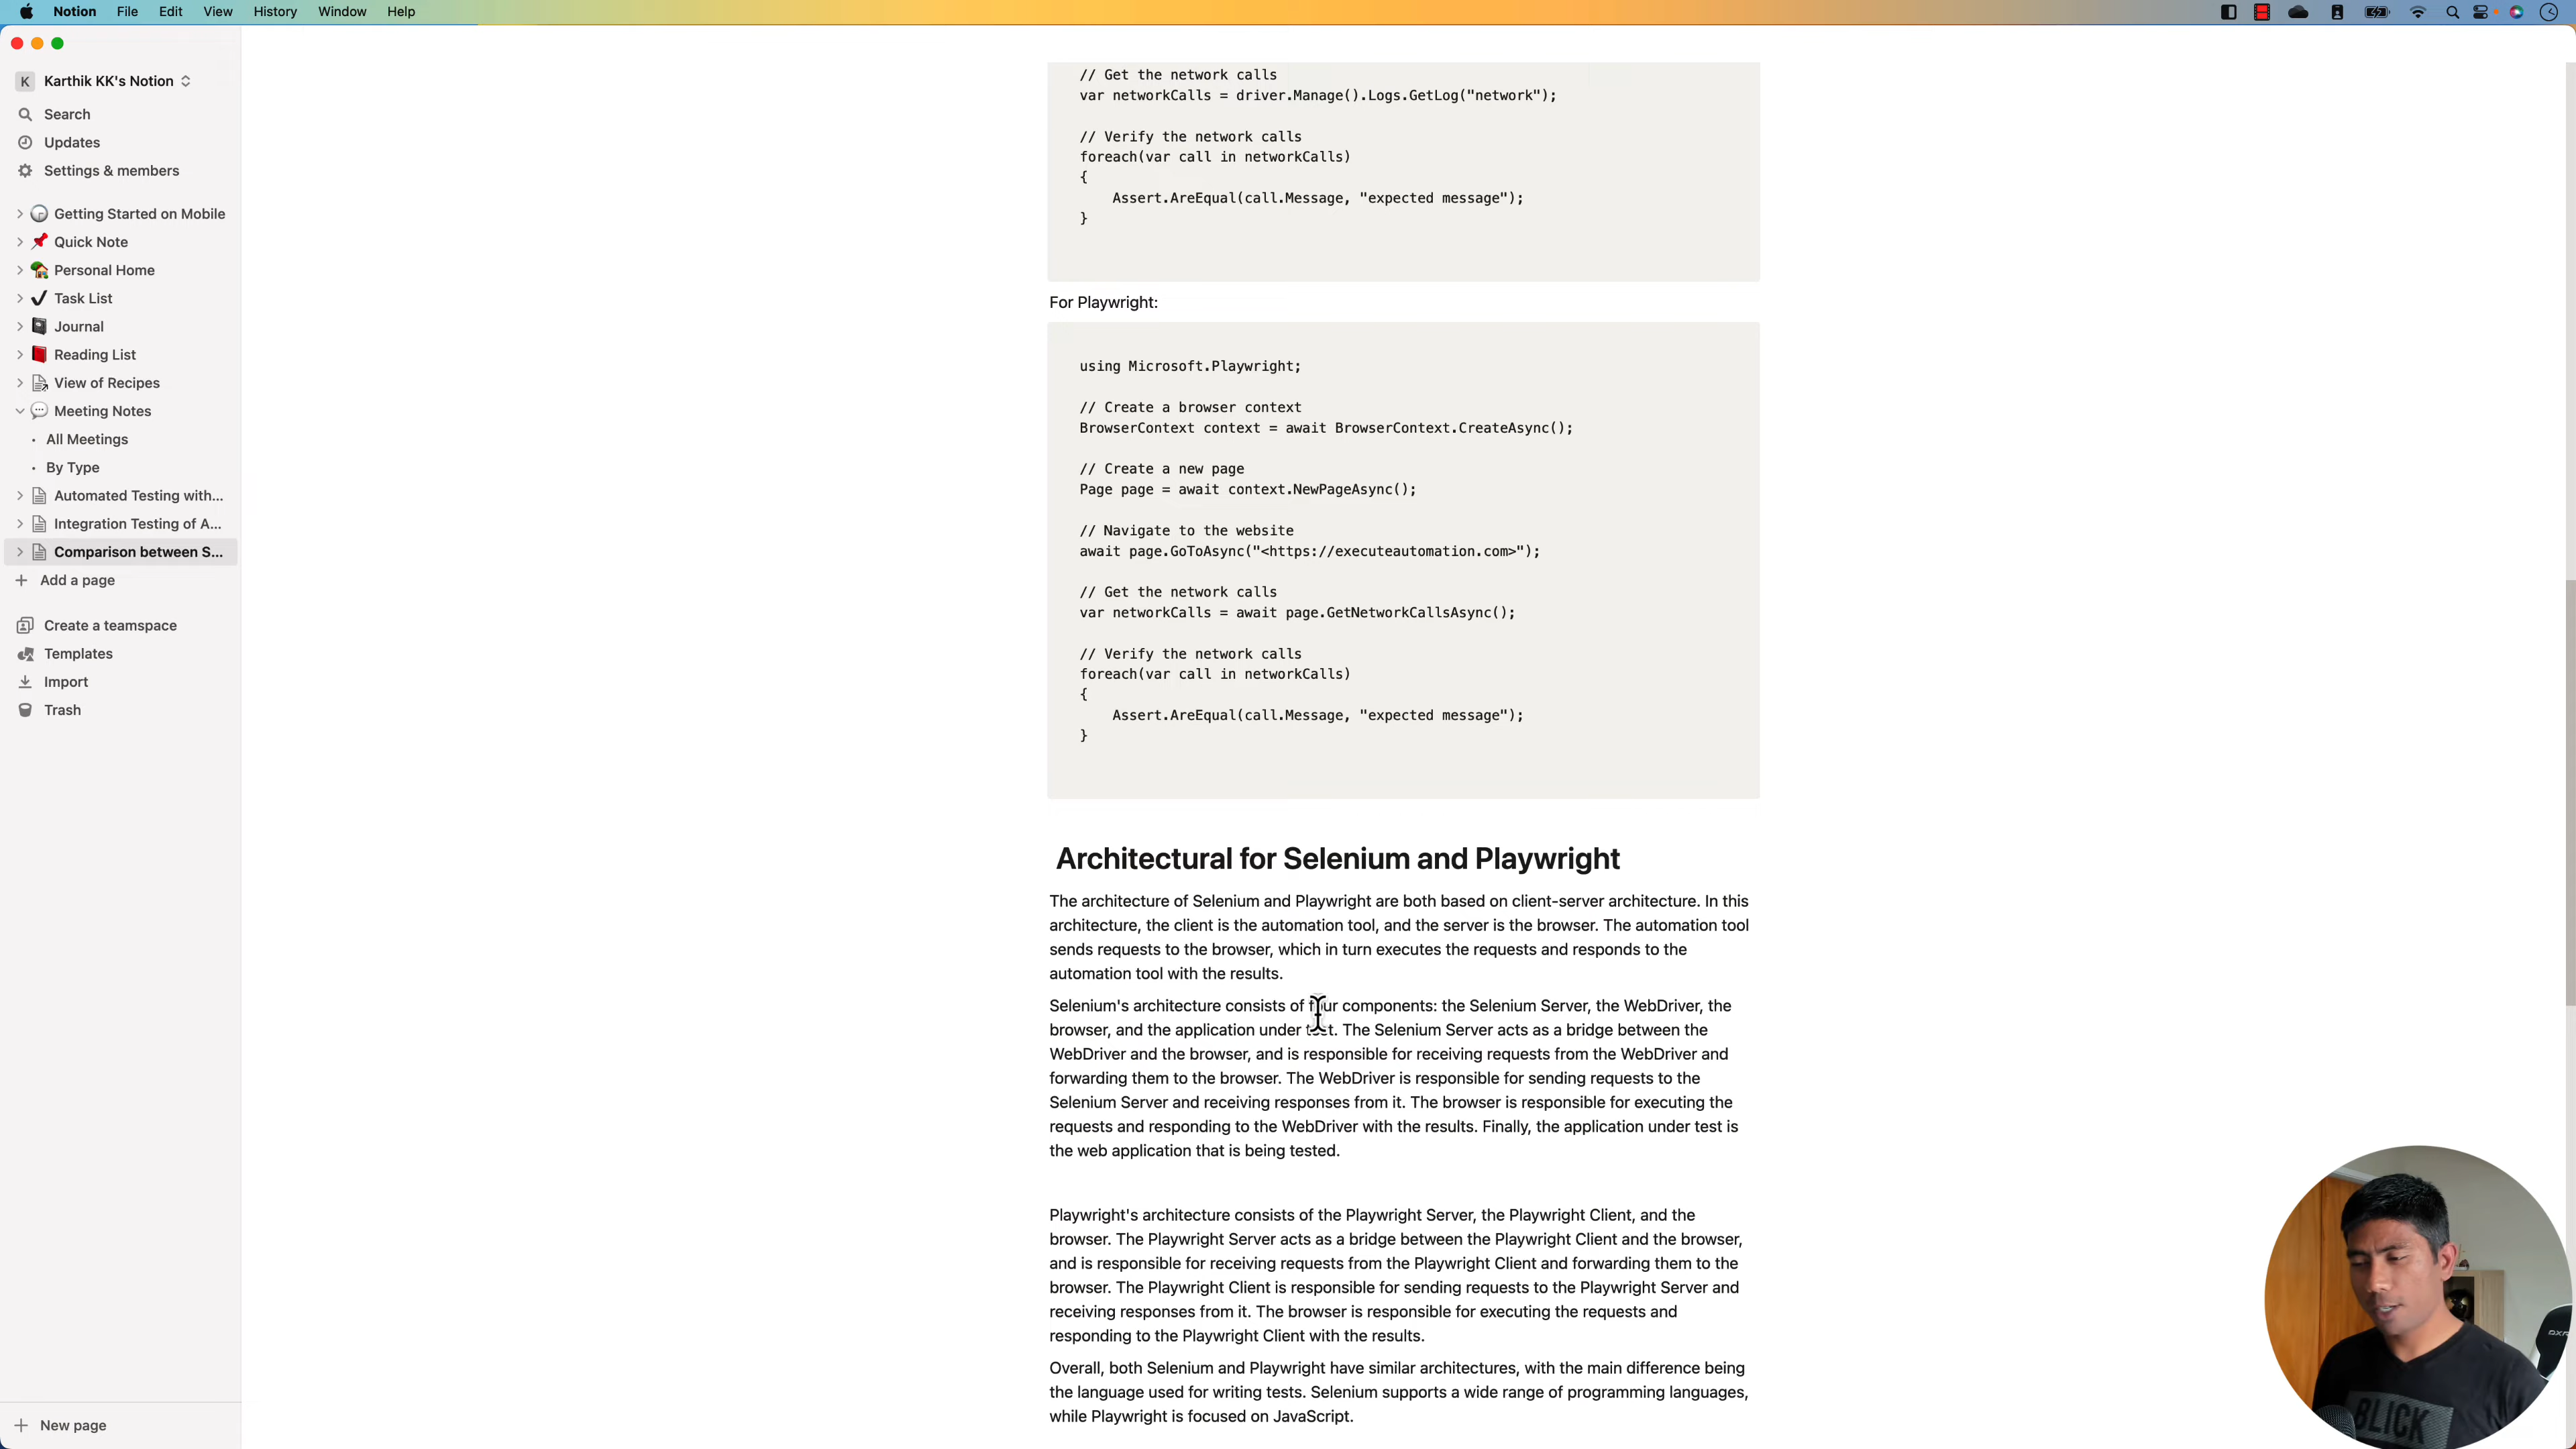 Notion File Edit View History Window Help
Karthik KK's Notion
Search
Updates
Settings & members
Getting Started on Mobile
Quick Note
Personal Home
Task List
Journal
Reading List
View of Recipes
Meeting Notes
All Meetings
By Type
Automated Testing with...
Integration Testing of A...
Comparison between S...
Add a page
Create a teamspace
Templates
Import
Trash
New page
// Get the network calls
var networkCalls = driver.Manage().Logs.GetLog("network");
// Verify the network calls
foreach(var call in networkCalls)
{
Assert.AreEqual(call.Message, "expected message");
}
For Playwright:
using Microsoft.Playwright;
// Create a browser context
BrowserContext context = await BrowserContext.CreateAsync();
// Create a new page
Page page = await context.NewPageAsync();
// Navigate to the website
await page.GoToAsync("<https://executeautomation.com>");
// Get the network calls
var networkCalls = await page.GetNetworkCallsAsync();
// Verify the network calls
foreach(var call in networkCalls)
{
Assert.AreEqual(call.Message, "expected message");
}
Architectural for Selenium and Playwright
The architecture of Selenium and Playwright are both based on client-server architecture. In this
architecture, the client is the automation tool, and the server is the browser. The automation tool
sends requests to the browser, which in turn executes the requests and responds to the
automation tool with the results.
Selenium's architecture consists of four components: the Selenium Server, the WebDriver, the
browser, and the application under test. The Selenium Server acts as a bridge between the
WebDriver and the browser, and is responsible for receiving requests from the WebDriver and
forwarding them to the browser. The WebDriver is responsible for sending requests to the
Selenium Server and receiving responses from it. The browser is responsible for executing the
requests and responding to the WebDriver with the results. Finally, the application under test is
the web application that is being tested.
Playwright's architecture consists of the Playwright Server, the Playwright Client, and the
browser. The Playwright Server acts as a bridge between the Playwright Client and the browser,
and is responsible for receiving requests from the Playwright Client and forwarding them to the
browser. The Playwright Client is responsible for sending requests to the Playwright Server and
receiving responses from it. The browser is responsible for executing the requests and
responding to the Playwright Client with the results.
Overall, both Selenium and Playwright have similar architectures, with the main difference being
the language used for writing tests. Selenium supports a wide range of programming languages,
while Playwright is focused on JavaScript.
BLICK